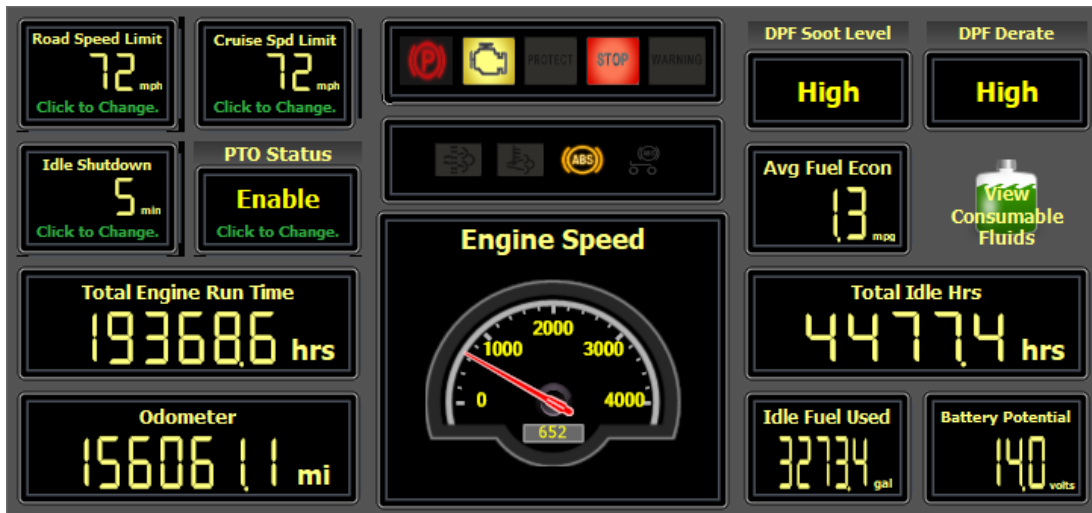 Road Speed Limit
72 mph
Click to Change.
Cruise Spd Limit
72 mph
Click to Change.
Idle Shutdown
5 min
Click to Change.
PTO Status
Enable
Click to Change.
Total Engine Run Time
19368.6 hrs
Odometer
156061.1 mi
P
PROTECT
STOP
WARNING
ABS
Engine Speed
0
1000
2000
3000
4000
652
DPF Soot Level
High
DPF Derate
High
Avg Fuel Econ
1.3 mpg
View
Consumable
Fluids
Total Idle Hrs
4477.4 hrs
Idle Fuel Used
3273.4 gal
Battery Potential
14.0 volts